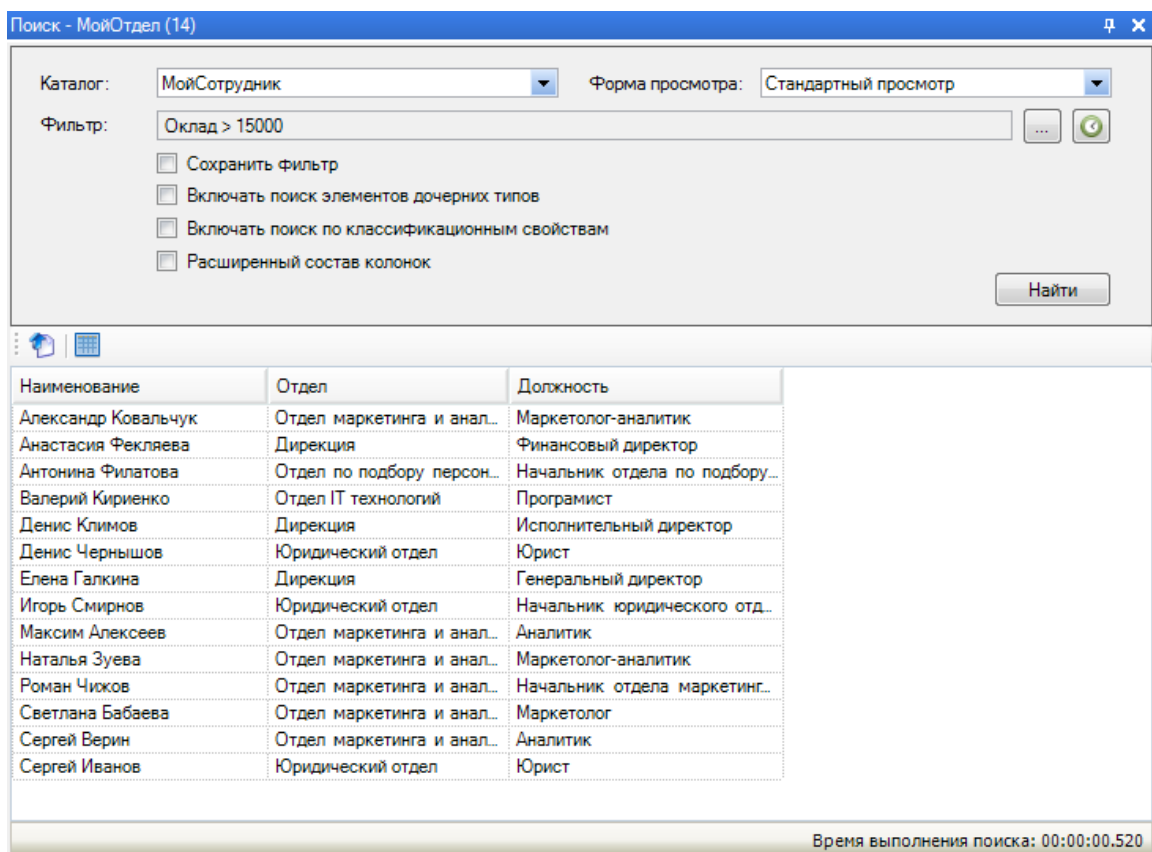 Поиск - МойОтдел (14)
Каталог: МойСотрудник Форма просмотра: Стандартный просмотр
Фильтр: Оклад > 15000 ...
Сохранить фильтр
Включать поиск элементов дочерних типов
Включать поиск по классификационным свойствам
Расширенный состав колонок
Найти
Наименование Отдел Должность
Александр Ковальчук Отдел маркетинга и анал... Маркетолог-аналитик
Анастасия Фекляева Дирекция Финансовый директор
Антонина Филатова Отдел по подбору персон... Начальник отдела по подбору...
Валерий Кириенко Отдел IT технологий Програмист
Денис Климов Дирекция Исполнительный директор
Денис Чернышов Юридический отдел Юрист
Елена Галкина Дирекция Генеральный директор
Игорь Смирнов Юридический отдел Начальник юридического отд...
Максим Алексеев Отдел маркетинга и анал... Аналитик
Наталья Зуева Отдел маркетинга и анал... Маркетолог-аналитик
Роман Чижов Отдел маркетинга и анал... Начальник отдела маркетинг...
Светлана Бабаева Отдел маркетинга и анал... Маркетолог
Сергей Верин Отдел маркетинга и анал... Аналитик
Сергей Иванов Юридический отдел Юрист
Время выполнения поиска: 00:00:00.520